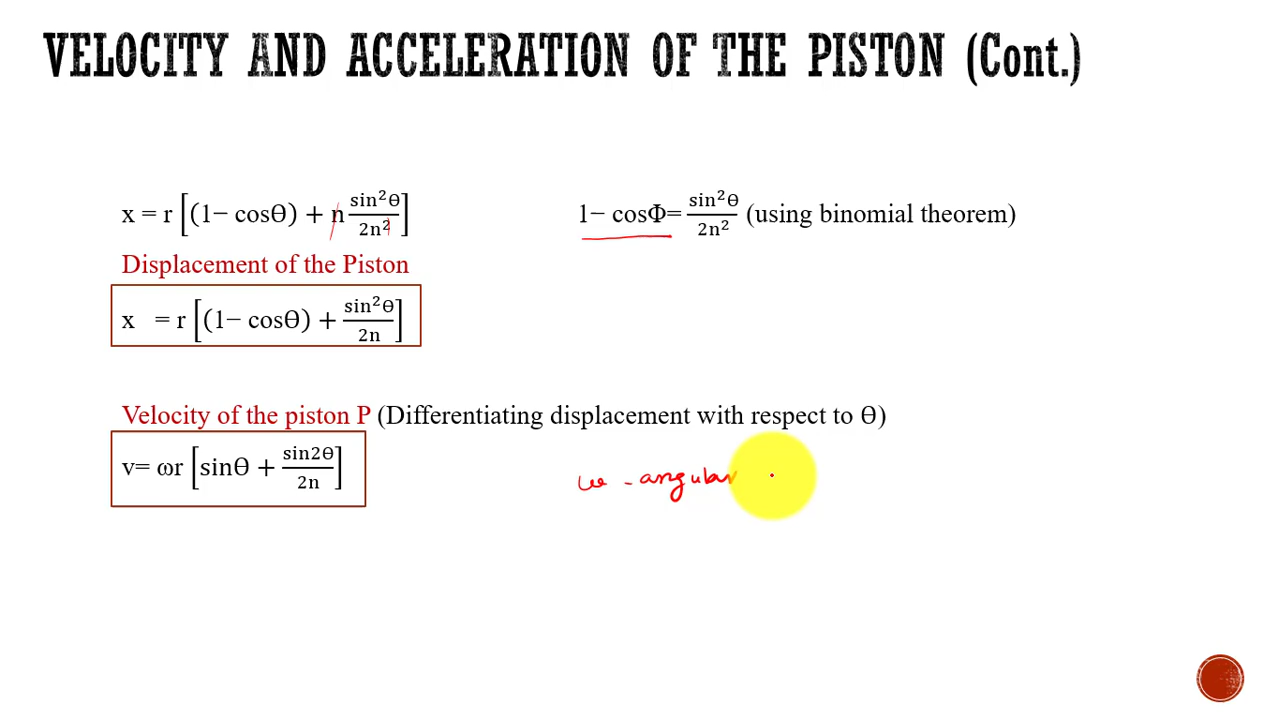 VELOCITY AND ACCELERATION OF THE PISTON (Cont.)
x = r [(1− cosϴ) + n sin²ϴ/2n²]
1− cosΦ= sin²ϴ/2n² (using binomial theorem)
Displacement of the Piston
x = r [(1− cosϴ) + sin²ϴ/2n]
Velocity of the piston P (Differentiating displacement with respect to ϴ)
v= ωr [sinϴ + sin2ϴ/2n]
ω - angular